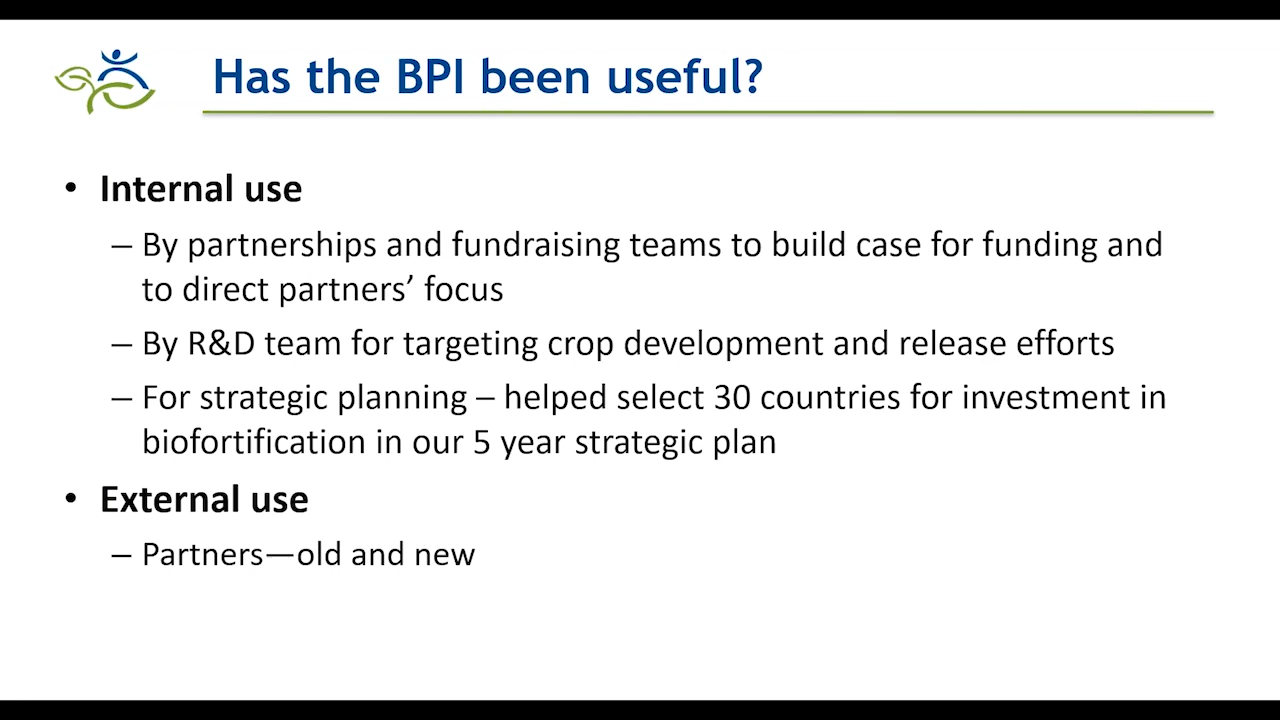 Has the BPI been useful?
• Internal use
– By partnerships and fundraising teams to build case for funding and
to direct partners’ focus
– By R&D team for targeting crop development and release efforts
– For strategic planning – helped select 30 countries for investment in
biofortification in our 5 year strategic plan
• External use
– Partners—old and new